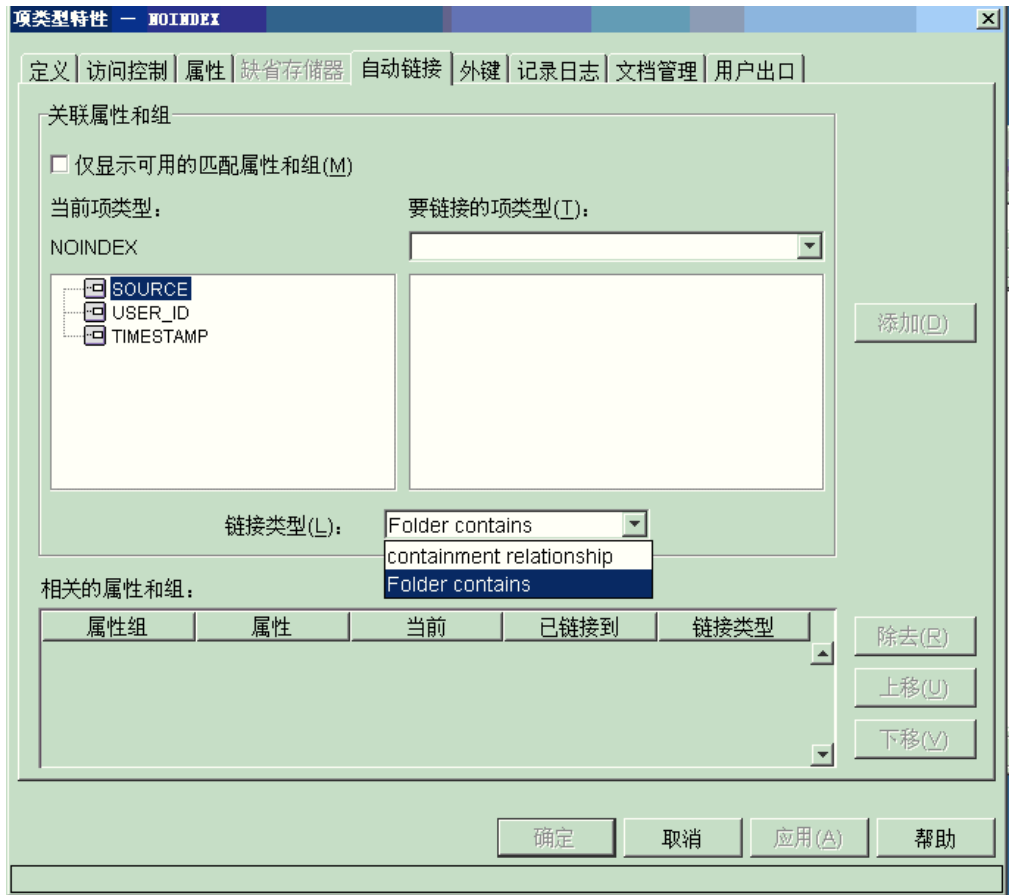 项类型特性 — NOINDEX
定义 访问控制 属性 缺省存储器 自动链接 外键 记录日志 文档管理 用户出口
关联属性和组
仅显示可用的匹配属性和组(M)
当前项类型: 要链接的项类型(T):
NOINDEX
SOURCE
USER_ID
TIMESTAMP
添加(D)
链接类型(L): Folder contains
containment relationship
Folder contains
相关的属性和组:
属性组 属性 当前 已链接到 链接类型
除去(R)
上移(U)
下移(V)
确定 取消 应用(A) 帮助